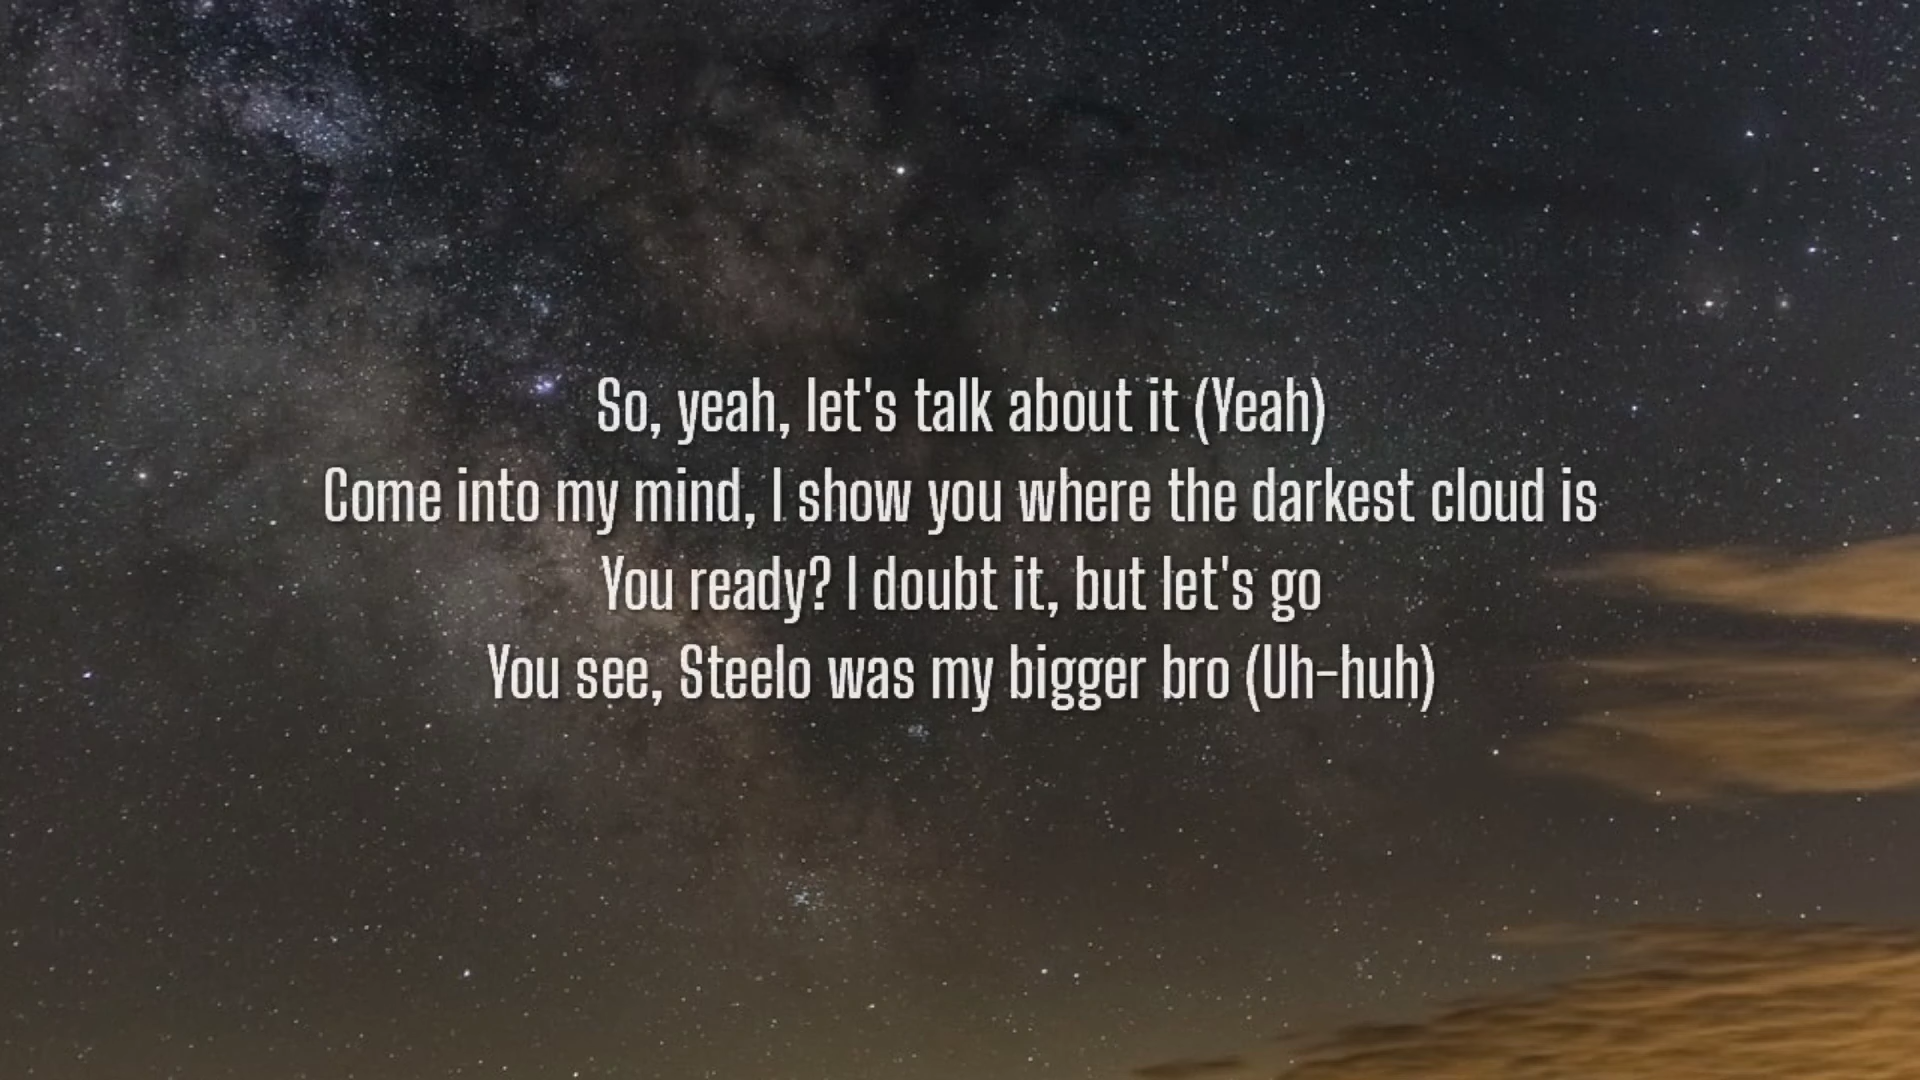 So, yeah, let's talk about it (Yeah)
Come into my mind, I show you where the darkest cloud is
You ready? I doubt it, but let's go
You see, Steelo was my bigger bro (Uh-huh)